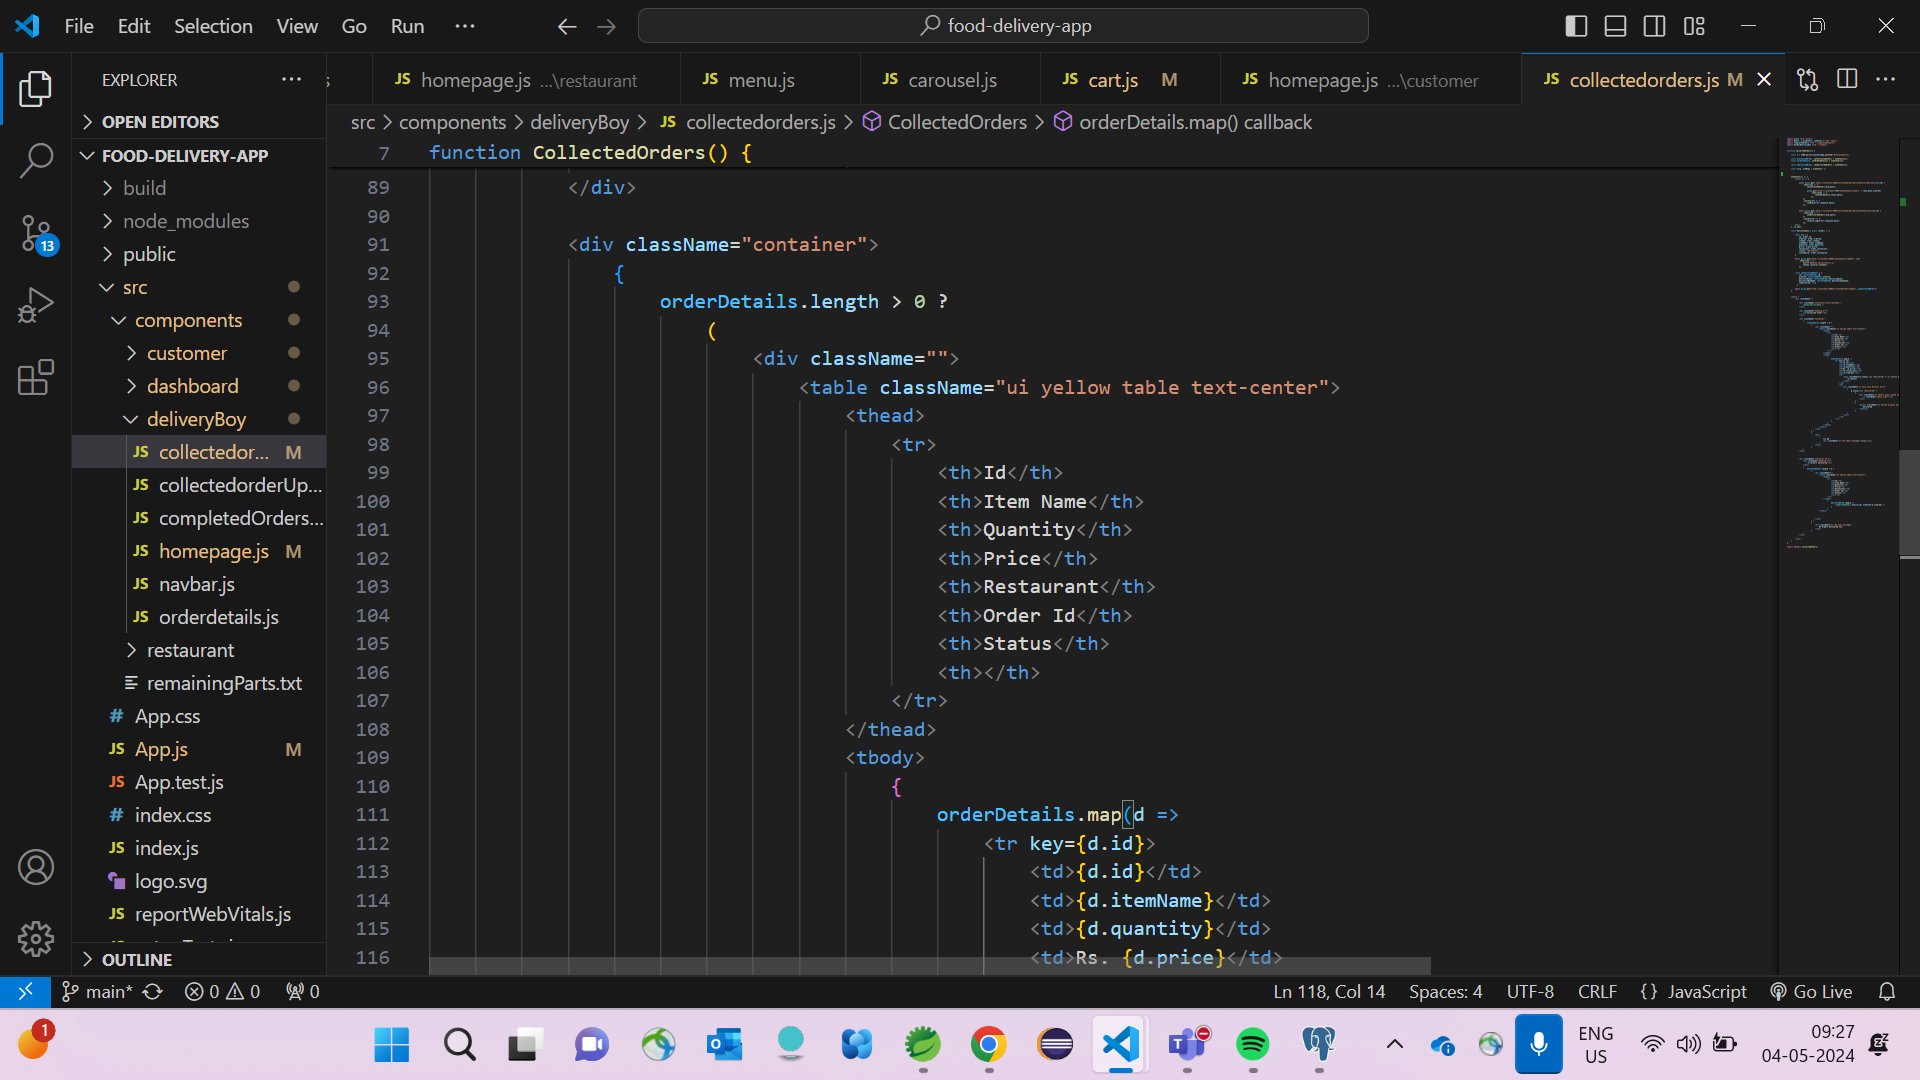 File Edit Selection View Go Run ···
food-delivery-app
EXPLORER ···
homepage.js ...\restaurant
menu.js
carousel.js
cart.js M
homepage.js ...\customer
collectedorders.js M
src > components > deliveryBoy > JS collectedorders.js > CollectedOrders > orderDetails.map() callback
OPEN EDITORS
FOOD-DELIVERY-APP
build
node_modules
public
src
components
customer
dashboard
deliveryBoy
JS collectedor... M
JS collectedorderUp...
JS completedOrders...
JS homepage.js M
JS navbar.js
JS orderdetails.js
restaurant
remainingParts.txt
# App.css
JS App.js M
JS App.test.js
# index.css
JS index.js
logo.svg
JS reportWebVitals.js
OUTLINE
7 function CollectedOrders() {
89 </div>
90
91 <div className="container">
92 {
93 orderDetails.length > 0 ?
94 (
95 <div className="">
96 <table className="ui yellow table text-center">
97 <thead>
98 <tr>
99 <th>Id</th>
100 <th>Item Name</th>
101 <th>Quantity</th>
102 <th>Price</th>
103 <th>Restaurant</th>
104 <th>Order Id</th>
105 <th>Status</th>
106 <th></th>
107 </tr>
108 </thead>
109 <tbody>
110 {
111 orderDetails.map(d =>
112 <tr key={d.id}>
113 <td>{d.id}</td>
114 <td>{d.itemName}</td>
115 <td>{d.quantity}</td>
116 <td>Rs. {d.price}</td>
13
main* 0 0 0
Ln 118, Col 14 Spaces: 4 UTF-8 CRLF {} JavaScript Go Live
1
ENG
US
09:27
04-05-2024